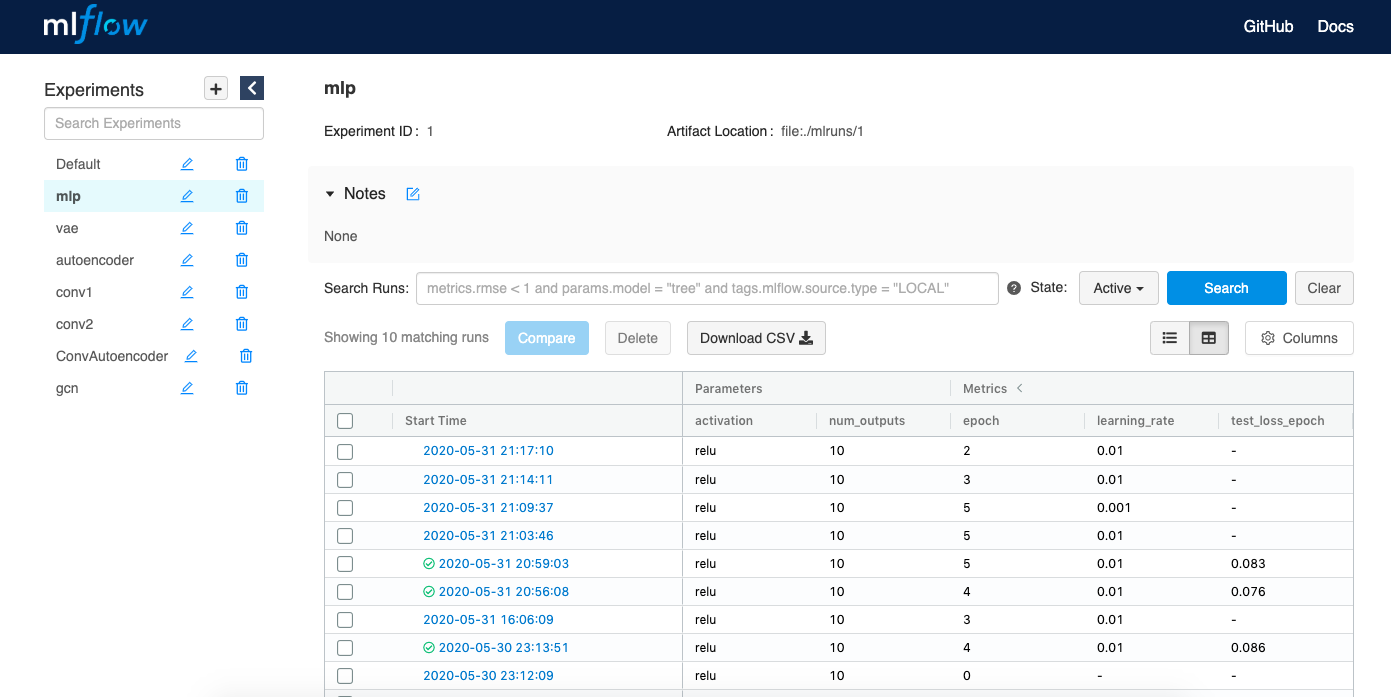 mlflow
GitHub Docs
Experiments
Search Experiments
Default
mlp
vae
autoencoder
conv1
conv2
ConvAutoencoder
gcn
mlp
Experiment ID : 1 Artifact Location : file:./mlruns/1
Notes
None
Search Runs: metrics.rmse < 1 and params.model = "tree" and tags.mlflow.source.type = "LOCAL" ? State: Active Search Clear
Showing 10 matching runs Compare Delete Download CSV Columns
Parameters Metrics <
Start Time activation num_outputs epoch learning_rate test_loss_epoch
2020-05-31 21:17:10 relu 10 2 0.01 -
2020-05-31 21:14:11 relu 10 3 0.01 -
2020-05-31 21:09:37 relu 10 5 0.001 -
2020-05-31 21:03:46 relu 10 5 0.01 -
2020-05-31 20:59:03 relu 10 5 0.01 0.083
2020-05-31 20:56:08 relu 10 4 0.01 0.076
2020-05-31 16:06:09 relu 10 3 0.01 -
2020-05-30 23:13:51 relu 10 4 0.01 0.086
2020-05-30 23:12:09 relu 10 0 - -